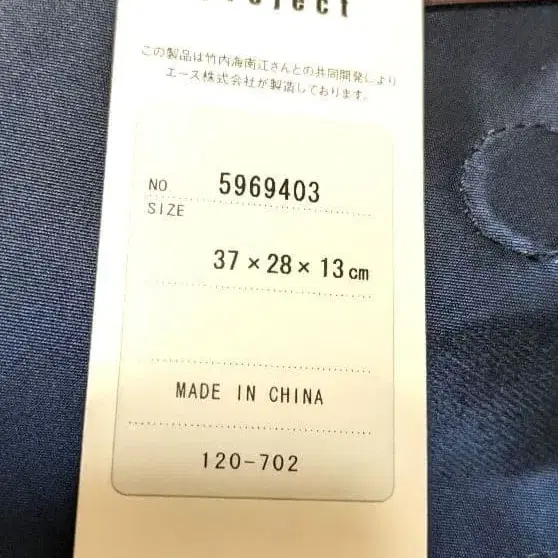 この製品は竹内海南江さんとの共同開発により
エース株式会社が製造しております。
NO. 5969403
SIZE
37×28×13cm
MADE IN CHINA
120-702